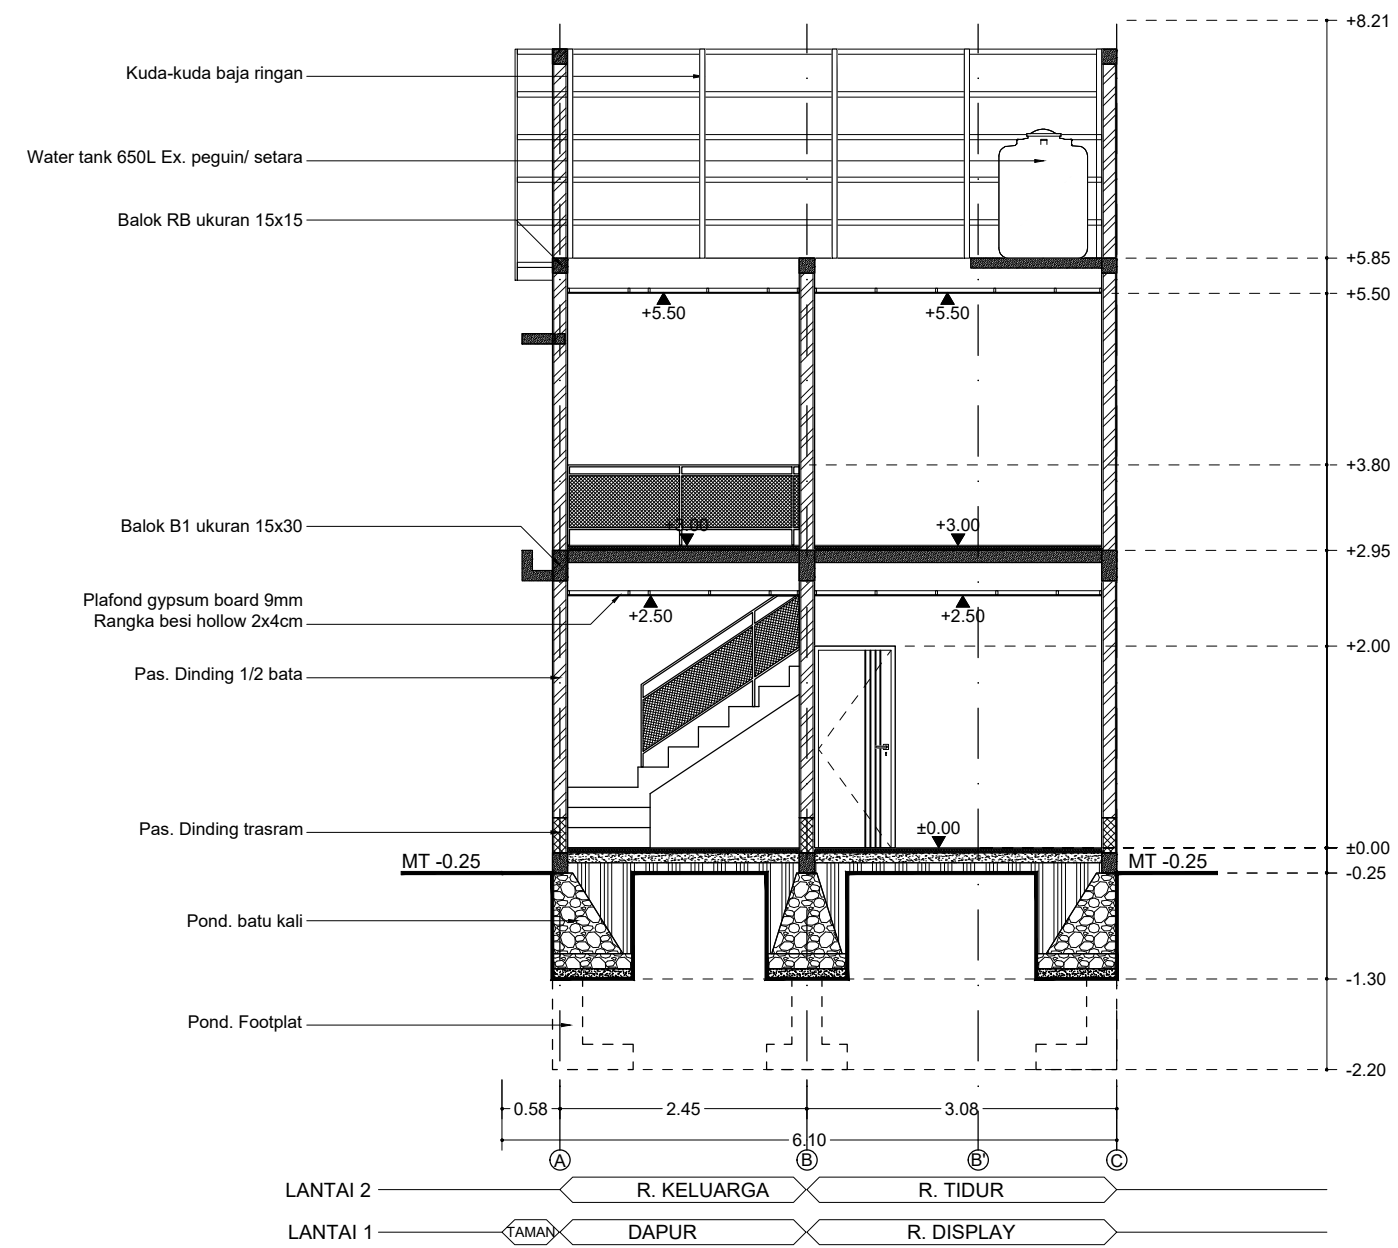 +8.21
Kuda-kuda baja ringan
Water tank 650L Ex. peguin/ setara
Balok RB ukuran 15x15
+5.85
+5.50
+5.50
+5.50
+3.80
Balok B1 ukuran 15x30
+3.00
+3.00
+2.95
Plafond gypsum board 9mm
Rangka besi hollow 2x4cm
+2.50
+2.50
+2.00
Pas. Dinding 1/2 bata
Pas. Dinding trasram
±0.00
±0.00
MT -0.25
MT -0.25
-0.25
Pond. batu kali
-1.30
Pond. Footplat
-2.20
0.58
2.45
3.08
6.10
A
B
B'
C
LANTAI 2
R. KELUARGA
R. TIDUR
LANTAI 1
TAMAN
DAPUR
R. DISPLAY